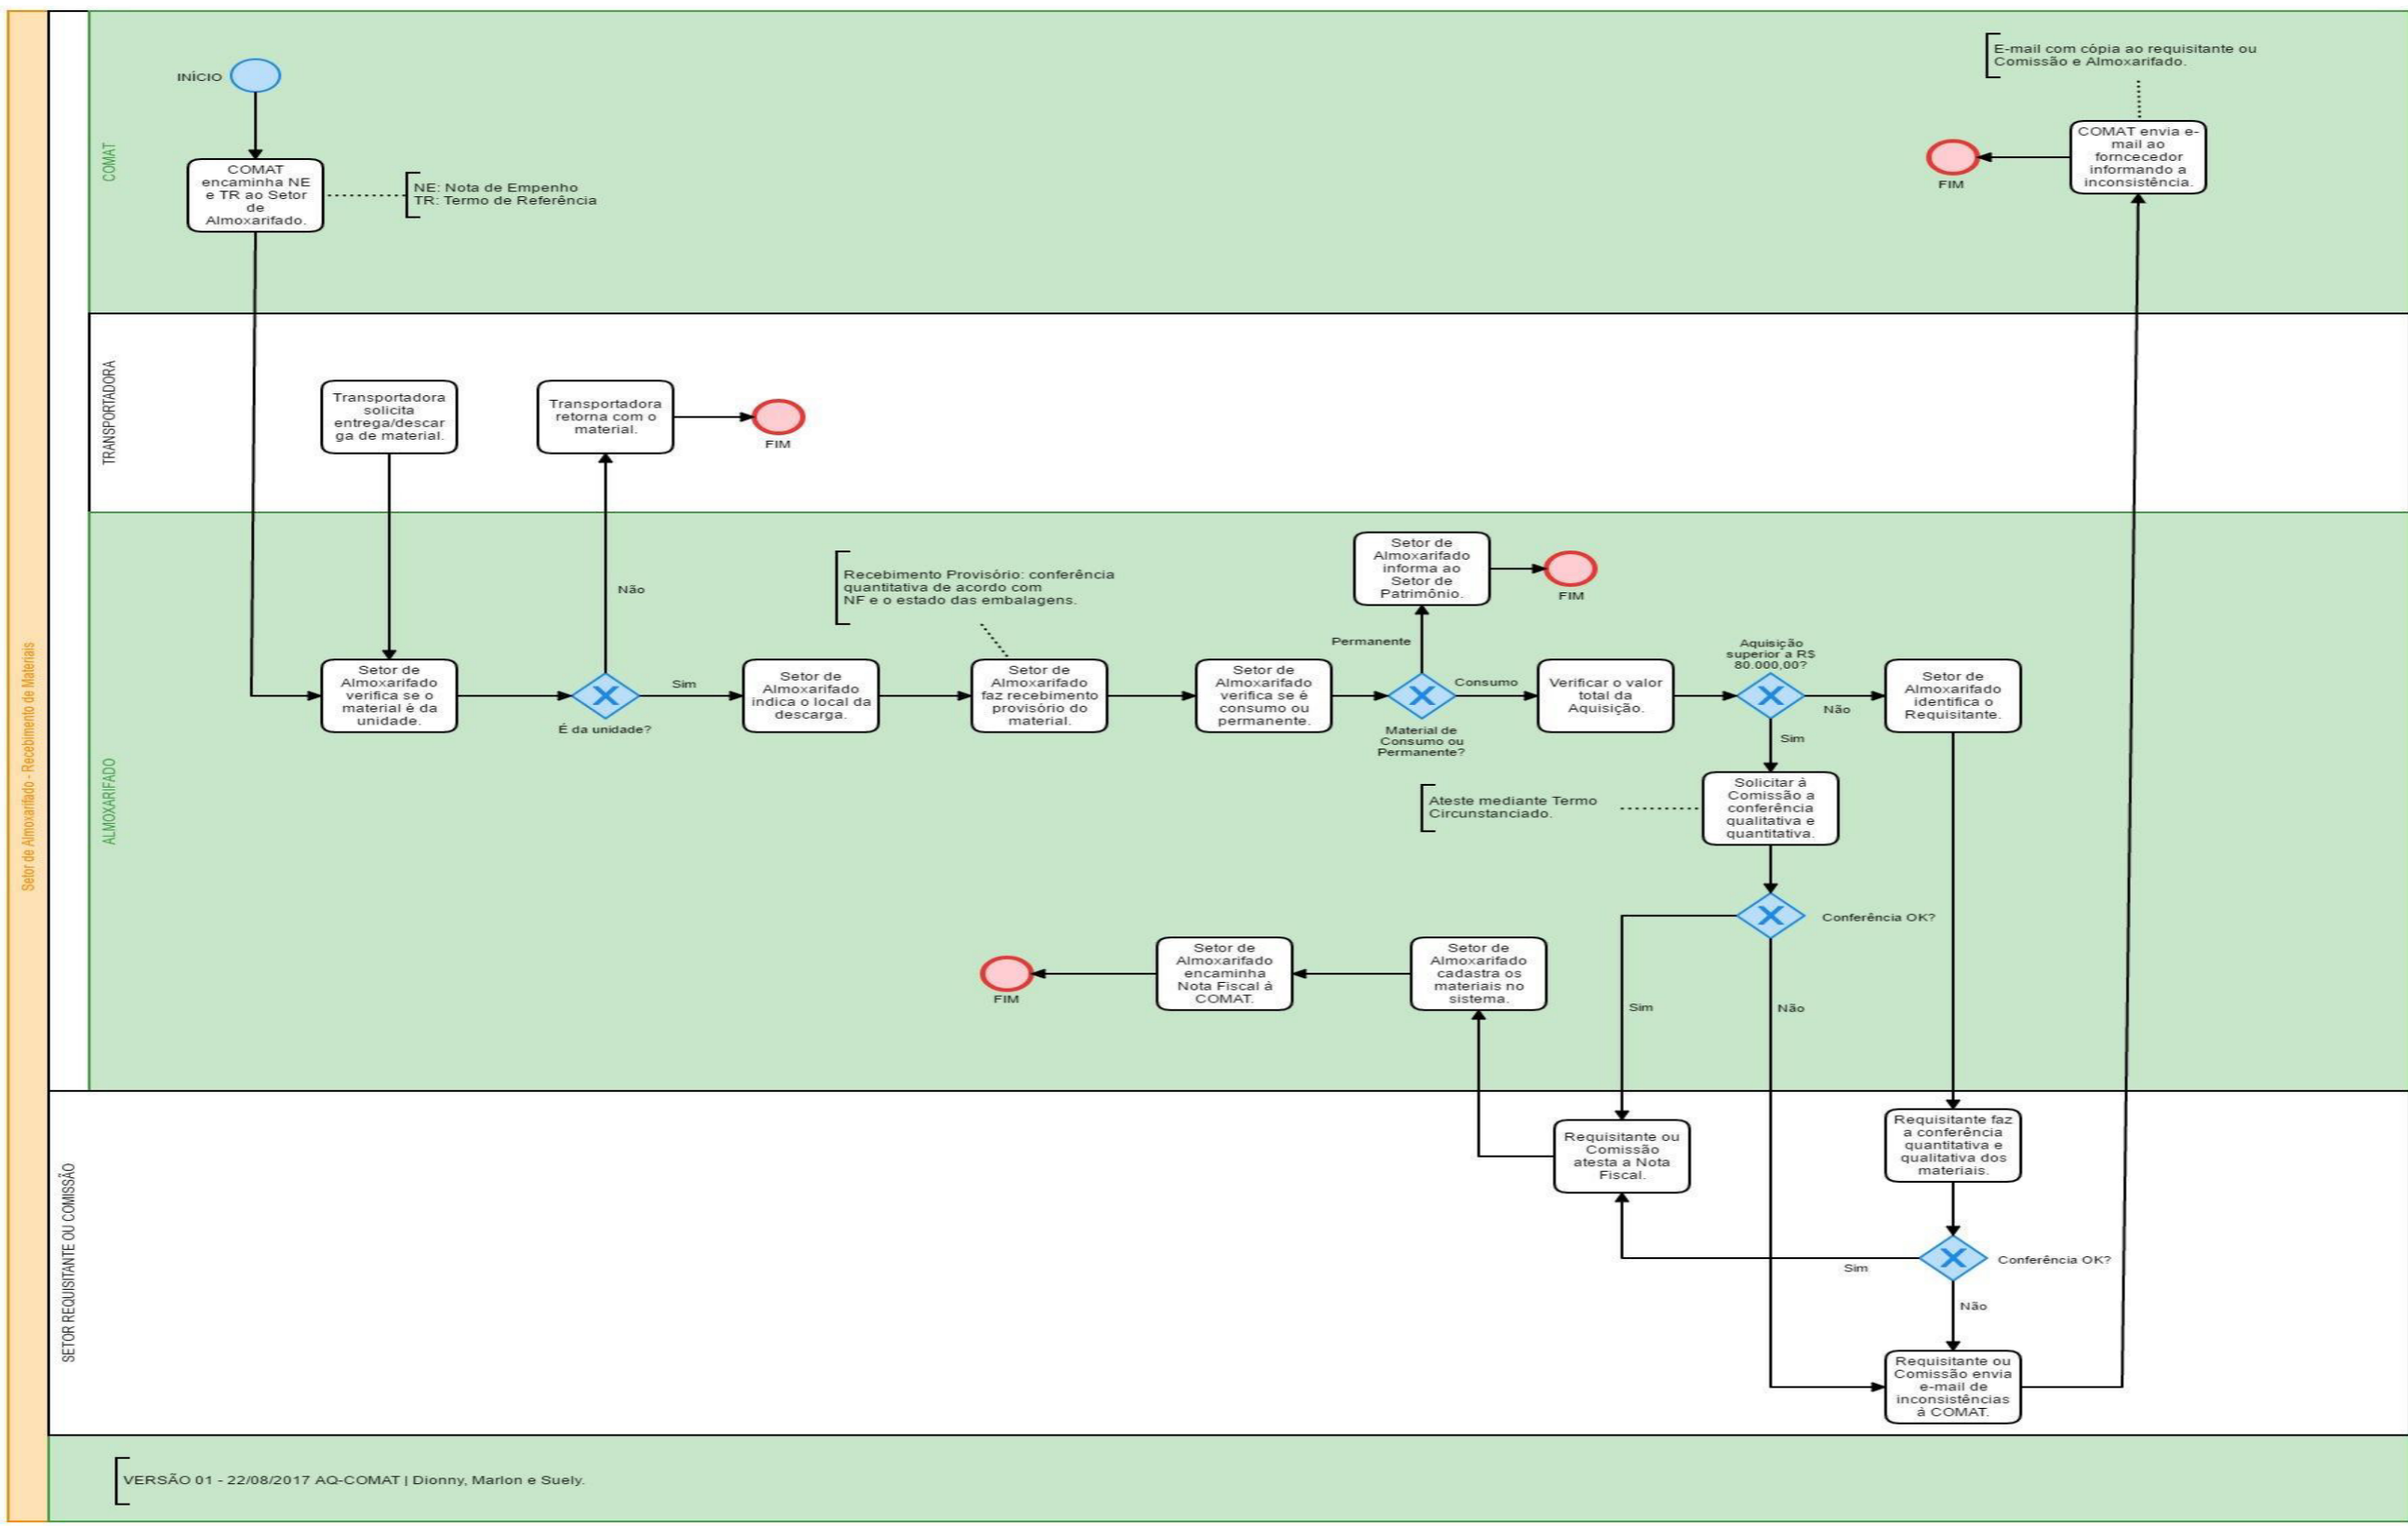 Setor de Almoxarifado - Recebimento de Materiais
COMAT
INÍCIO
COMAT
encaminha NE
e TR ao Setor
de
Almoxarifado.
NE: Nota de Empenho
TR: Termo de Referência
E-mail com cópia ao requisitante ou
Comissão e Almoxarifado.
COMAT envia e-
mail ao
forncecedor
informando a
inconsistência.
FIM
TRANSPORTADORA
Transportadora
solicita
entrega/descar
ga de material.
Transportadora
retorna com o
material.
FIM
ALMOXARIFADO
Setor de
Almoxarifado
verifica se o
material é da
unidade.
É da unidade?
Não
Sim
Setor de
Almoxarifado
indica o local da
descarga.
Recebimento Provisório: conferência
quantitativa de acordo com
NF e o estado das embalagens.
Setor de
Almoxarifado
faz recebimento
provisório do
material.
Setor de
Almoxarifado
verifica se é
consumo ou
permanente.
Material de
Consumo ou
Permanente?
Permanente
Setor de
Almoxarifado
informa ao
Setor de
Patrimônio.
FIM
Consumo
Verificar o valor
total da
Aquisição.
Aquisição
superior a R$
80.000,00?
Não
Setor de
Almoxarifado
identifica o
Requisitante.
Sim
Solicitar à
Comissão a
conferência
qualitativa e
quantitativa.
Ateste mediante Termo
Circunstanciado.
Conferência OK?
Sim
Não
Setor de
Almoxarifado
cadastra os
materiais no
sistema.
Setor de
Almoxarifado
encaminha
Nota Fiscal à
COMAT.
FIM
SETOR REQUISITANTE OU COMISSÃO
Requisitante ou
Comissão
atesta a Nota
Fiscal.
Requisitante faz
a conferência
quantitativa e
qualitativa dos
materiais.
Conferência OK?
Sim
Não
Requisitante ou
Comissão envia
e-mail de
inconsistências
à COMAT.
VERSÃO 01 - 22/08/2017 AQ-COMAT | Dionny, Marlon e Suely.